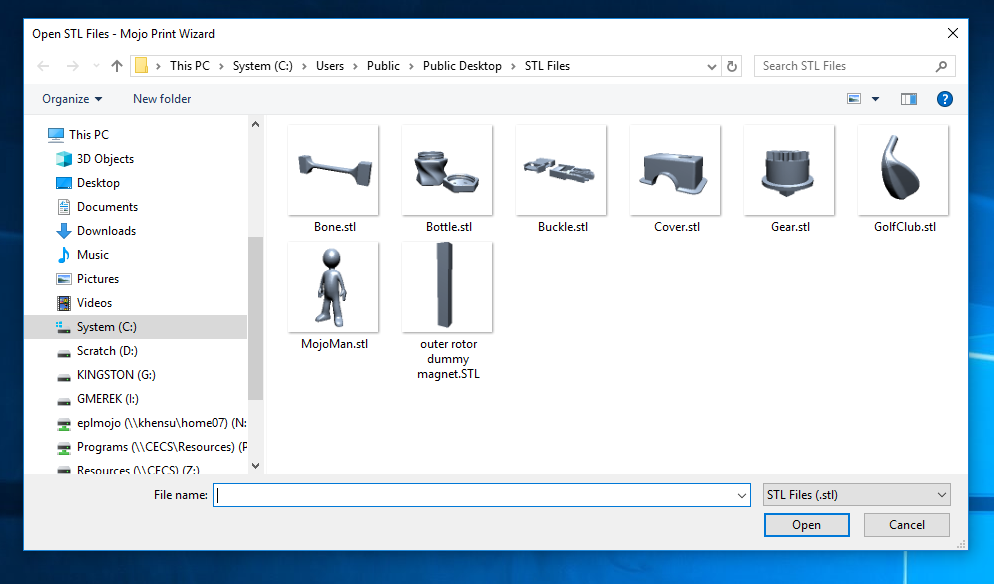 Open STL Files - Mojo Print Wizard
This PC > System (C:) > Users > Public > Public Desktop > STL Files
Search STL Files
Organize
New folder
?
This PC
3D Objects
Desktop
Documents
Downloads
Music
Pictures
Videos
System (C:)
Scratch (D:)
KINGSTON (G:)
GMEREK (I:)
eplmojo (\\khensu\home07) (N:
Programs (\\CECS\Resources) (P
Resources (\\CECS) (Z:)
Bone.stl
Bottle.stl
Buckle.stl
Cover.stl
Gear.stl
GolfClub.stl
MojoMan.stl
outer rotor
dummy
magnet.STL
File name:
STL Files (.stl)
Open
Cancel